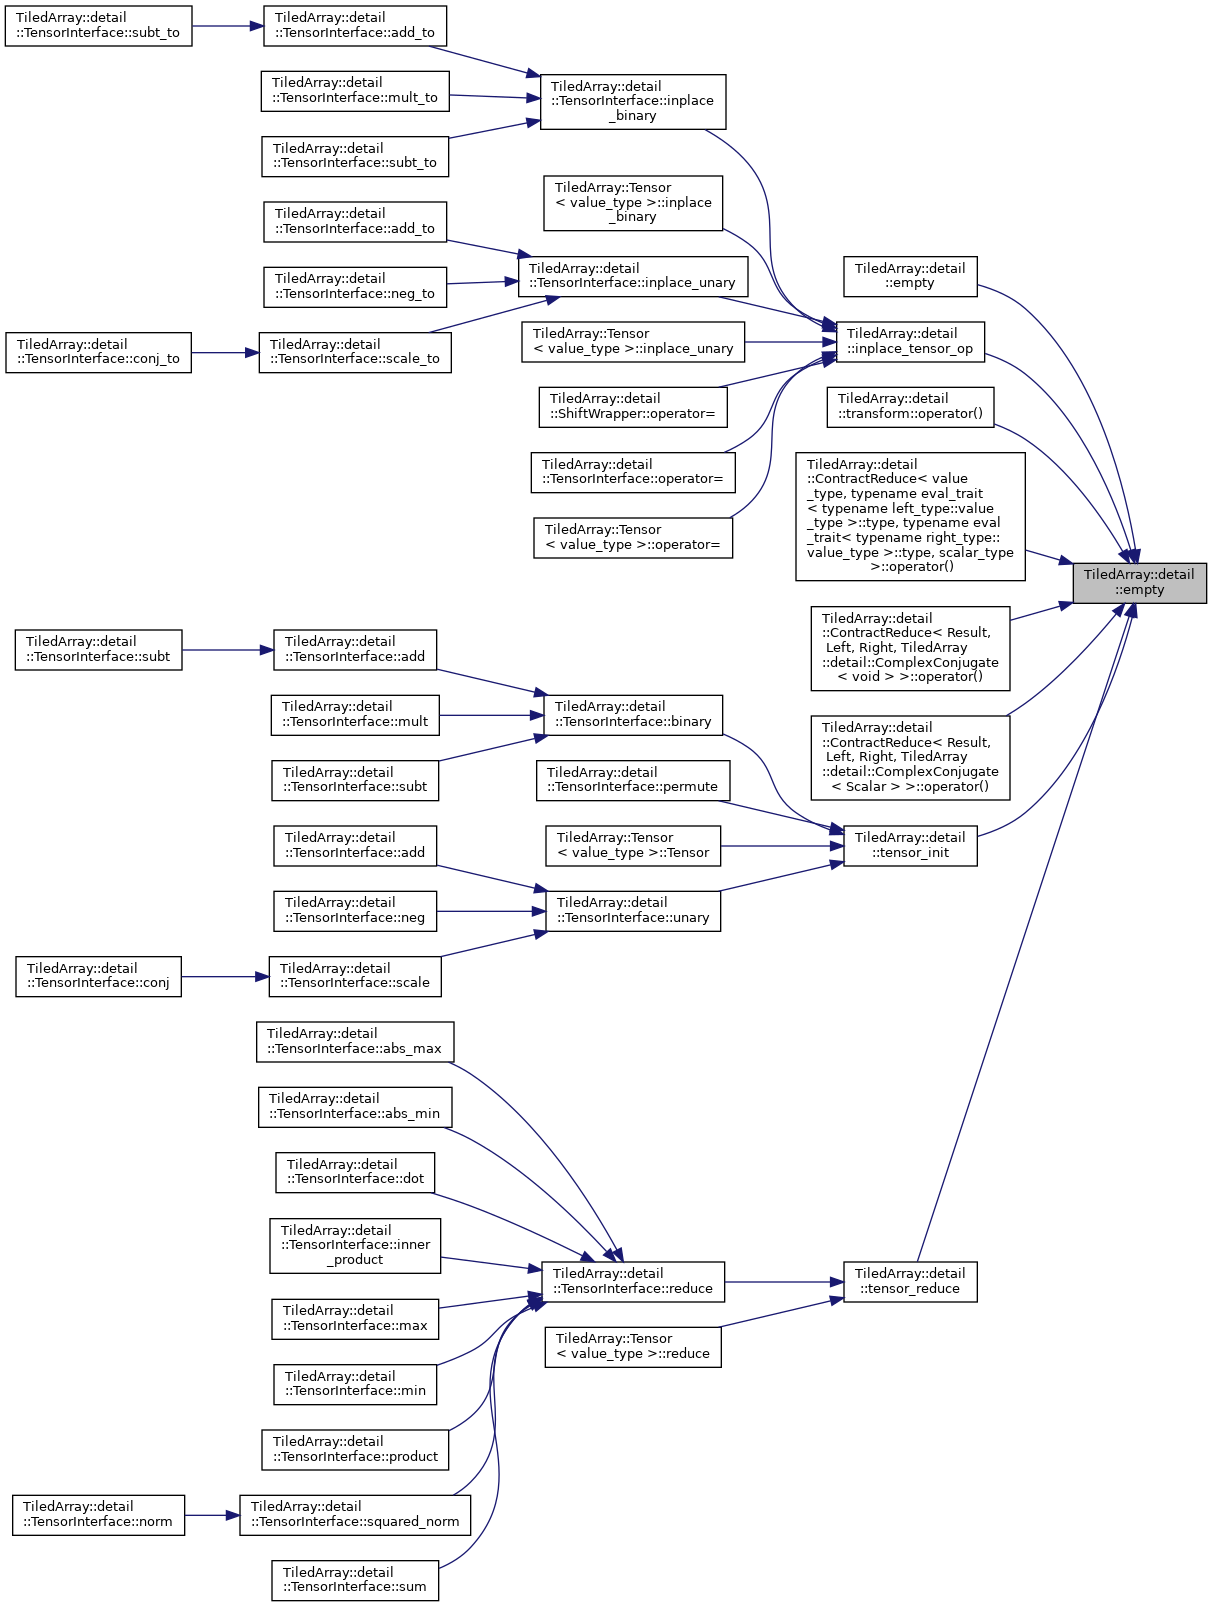 TiledArray::detail
::TensorInterface::subt_to
TiledArray::detail
::TensorInterface::add_to
TiledArray::detail
::TensorInterface::mult_to
TiledArray::detail
::TensorInterface::subt_to
TiledArray::detail
::TensorInterface::inplace
_binary
TiledArray::Tensor
< value_type >::inplace
_binary
TiledArray::detail
::TensorInterface::add_to
TiledArray::detail
::TensorInterface::neg_to
TiledArray::detail
::TensorInterface::conj_to
TiledArray::detail
::TensorInterface::scale_to
TiledArray::detail
::TensorInterface::inplace_unary
TiledArray::Tensor
< value_type >::inplace_unary
TiledArray::detail
::ShiftWrapper::operator=
TiledArray::detail
::TensorInterface::operator=
TiledArray::Tensor
< value_type >::operator=
TiledArray::detail
::empty
TiledArray::detail
::inplace_tensor_op
TiledArray::detail
::transform::operator()
TiledArray::detail
::ContractReduce< value
_type, typename eval_trait
< typename left_type::value
_type >::type, typename eval
_trait< typename right_type::
value_type >::type, scalar_type
>::operator()
TiledArray::detail
::empty
TiledArray::detail
::ContractReduce< Result,
Left, Right, TiledArray
::detail::ComplexConjugate
< void > >::operator()
TiledArray::detail
::ContractReduce< Result,
Left, Right, TiledArray
::detail::ComplexConjugate
< Scalar > >::operator()
TiledArray::detail
::TensorInterface::subt
TiledArray::detail
::TensorInterface::add
TiledArray::detail
::TensorInterface::mult
TiledArray::detail
::TensorInterface::subt
TiledArray::detail
::TensorInterface::binary
TiledArray::detail
::TensorInterface::permute
TiledArray::Tensor
< value_type >::Tensor
TiledArray::detail
::tensor_init
TiledArray::detail
::TensorInterface::add
TiledArray::detail
::TensorInterface::neg
TiledArray::detail
::TensorInterface::unary
TiledArray::detail
::TensorInterface::conj
TiledArray::detail
::TensorInterface::scale
TiledArray::detail
::TensorInterface::abs_max
TiledArray::detail
::TensorInterface::abs_min
TiledArray::detail
::TensorInterface::dot
TiledArray::detail
::TensorInterface::inner
_product
TiledArray::detail
::TensorInterface::max
TiledArray::detail
::TensorInterface::min
TiledArray::detail
::TensorInterface::product
TiledArray::detail
::TensorInterface::norm
TiledArray::detail
::TensorInterface::squared_norm
TiledArray::detail
::TensorInterface::sum
TiledArray::detail
::TensorInterface::reduce
TiledArray::Tensor
< value_type >::reduce
TiledArray::detail
::tensor_reduce